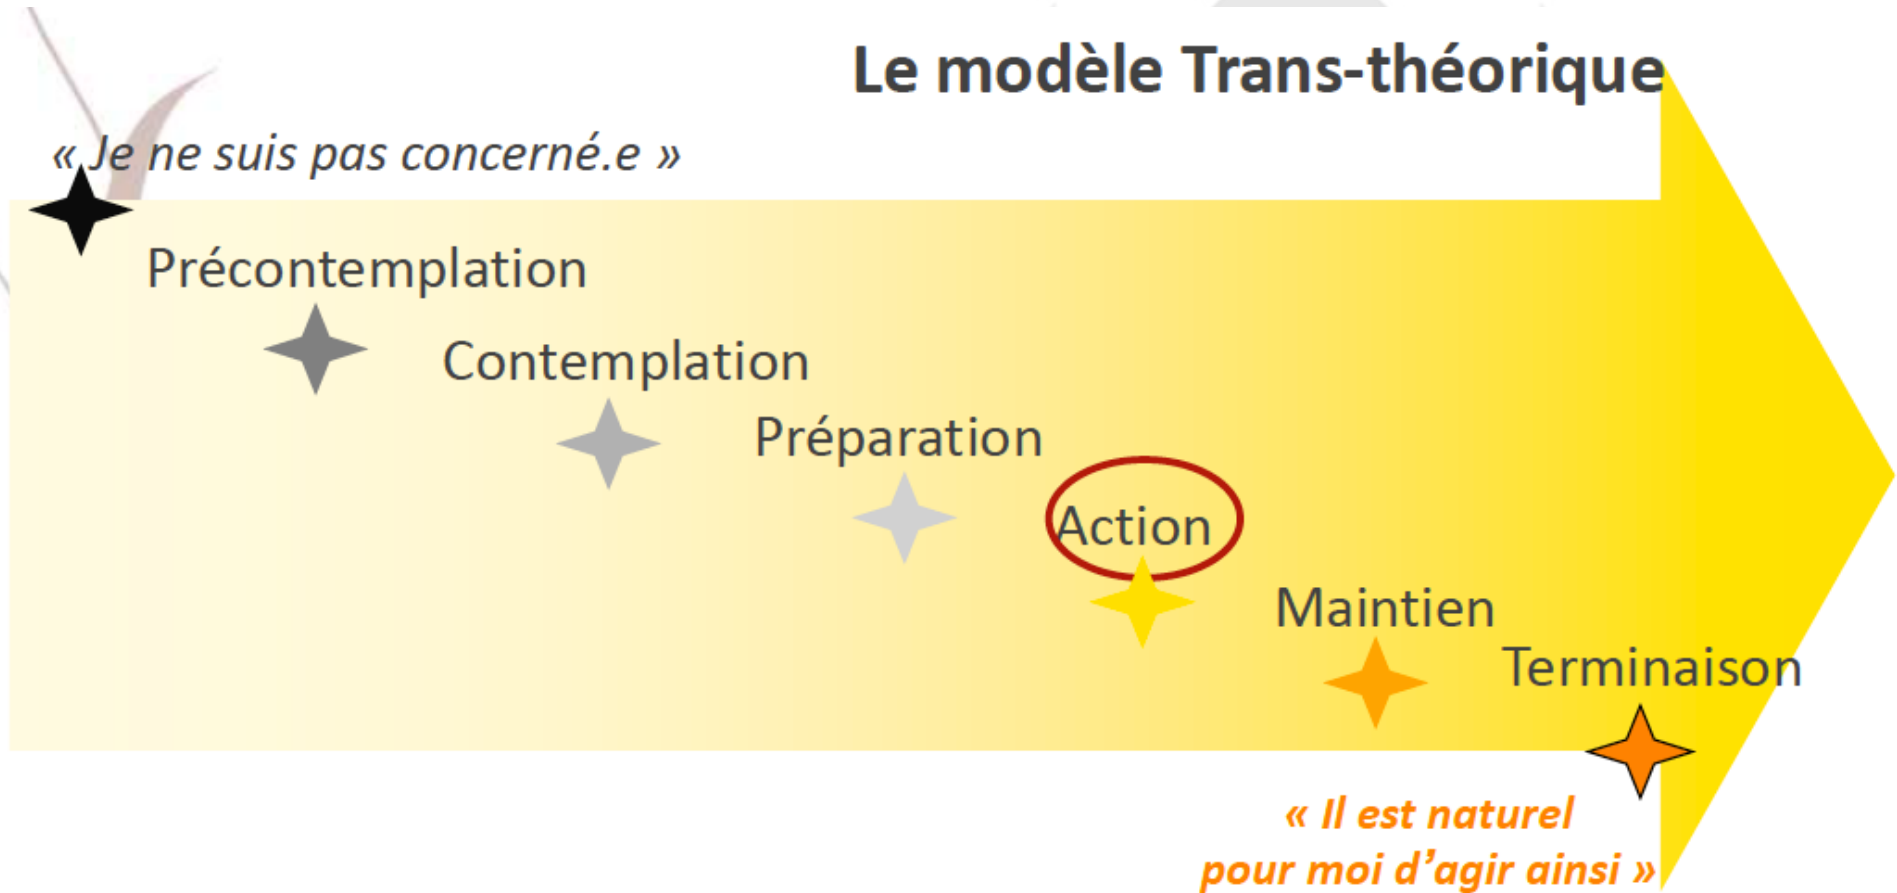 Le modèle Trans-théorique
« Je ne suis pas concerné.e »
Précontemplation
Contemplation
Préparation
Action
Maintien
Terminaison
« Il est naturel
pour moi d’agir ainsi »